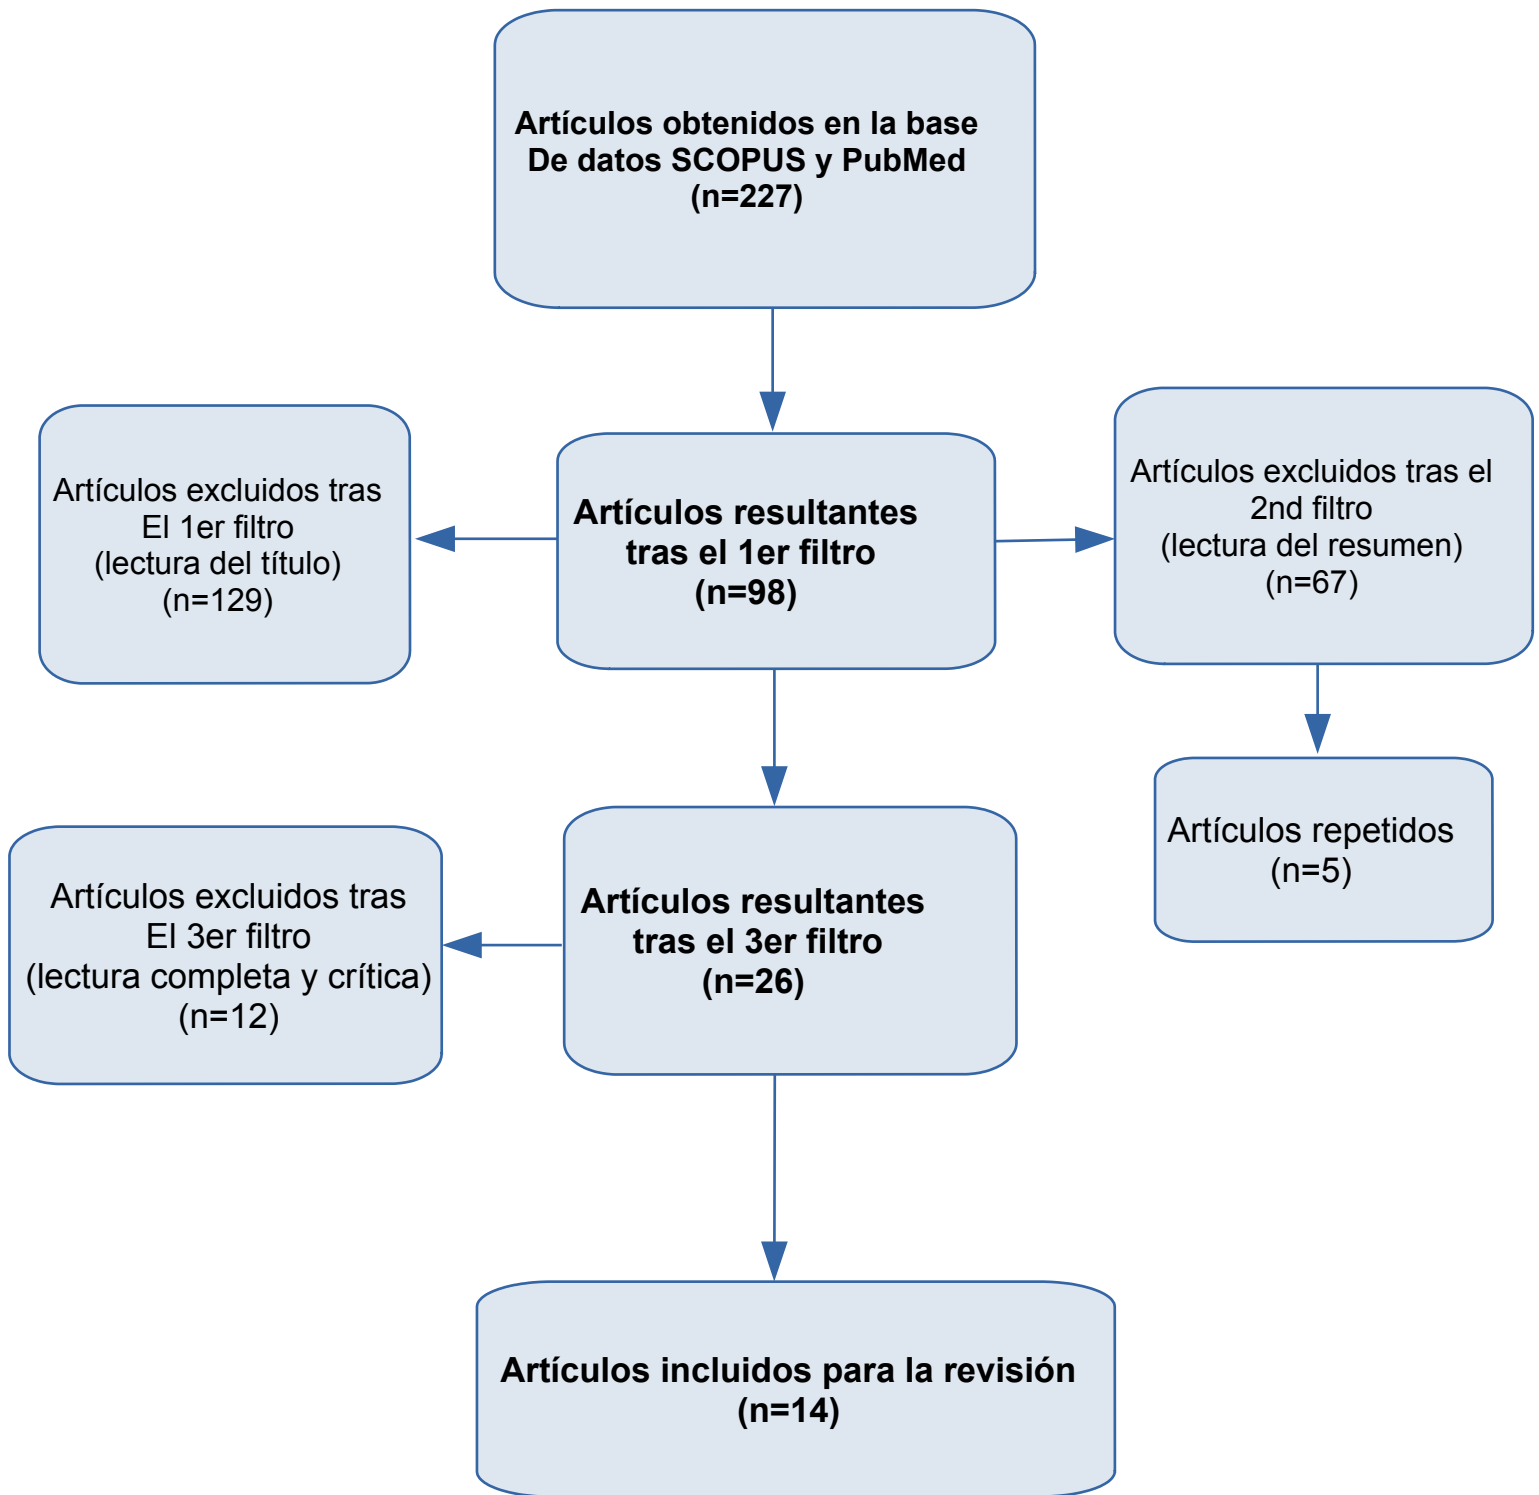 Artículos obtenidos en la base
De datos SCOPUS y PubMed
(n=227)
Artículos excluidos tras
El 1er filtro
(lectura del título)
(n=129)
Artículos resultantes
tras el 1er filtro
(n=98)
Artículos excluidos tras el
2nd filtro
(lectura del resumen)
(n=67)
Artículos repetidos
(n=5)
Artículos excluidos tras
El 3er filtro
(lectura completa y crítica)
(n=12)
Artículos resultantes
tras el 3er filtro
(n=26)
Artículos incluidos para la revisión
(n=14)